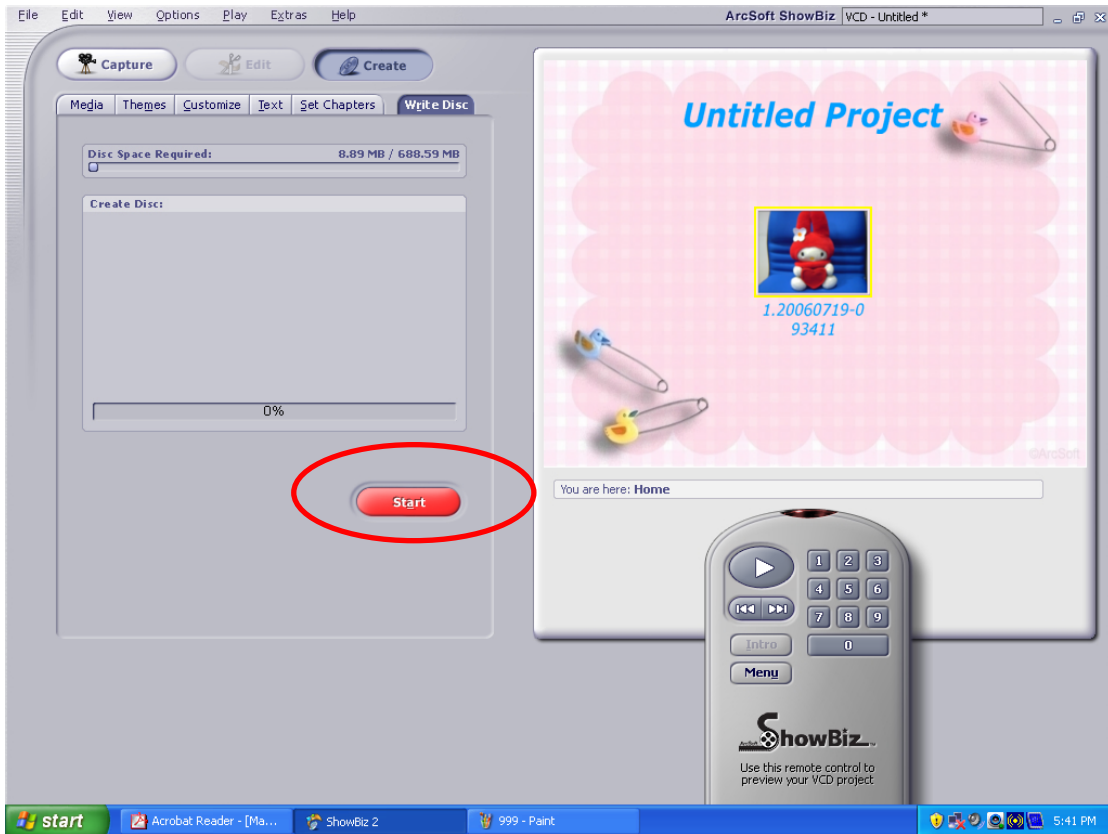 File Edit View Options Play Extras Help
ArcSoft ShowBiz VCD - Untitled *
Capture Edit Create
Media Themes Customize Text Set Chapters Write Disc
Disc Space Required: 8.89 MB / 688.59 MB
Create Disc:
0%
Start
Untitled Project
1.20060719-0
93411
©ArcSoft
You are here: Home
1 2 3
4 5 6
7 8 9
Intro 0
Menu
ArcSoft ShowBiz™
Use this remote control to
preview your VCD project
start Acrobat Reader - [Ma... ShowBiz 2 999 - Paint 5:41 PM